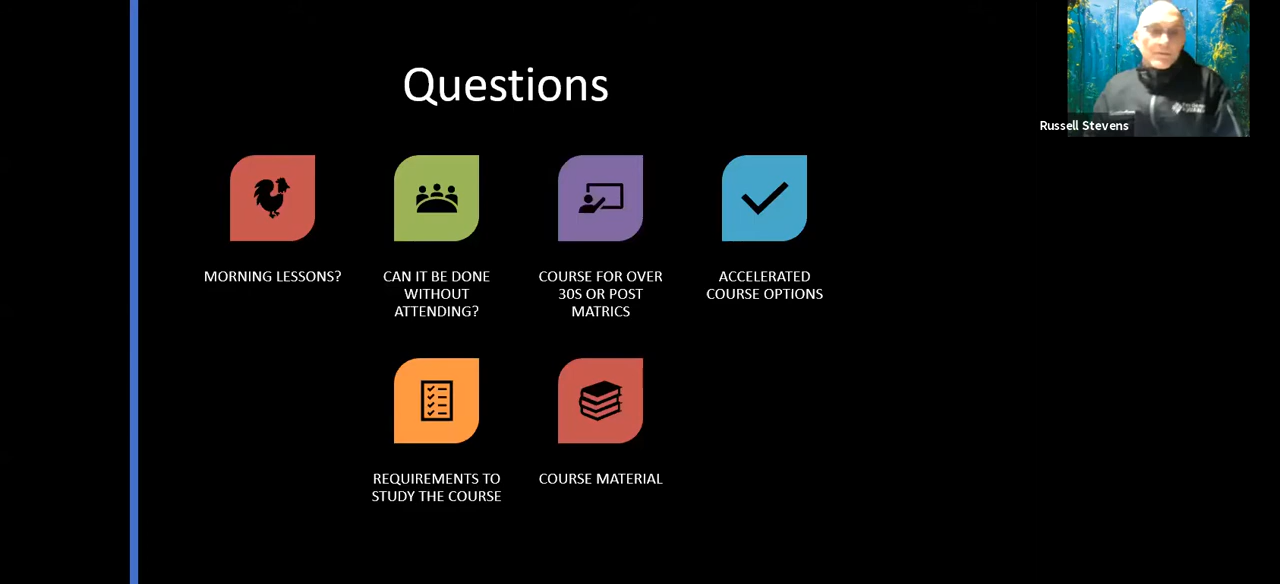 Questions
Russell Stevens
MORNING LESSONS?
CAN IT BE DONE
WITHOUT
ATTENDING?
COURSE FOR OVER
30S OR POST
MATRICS
ACCELERATED
COURSE OPTIONS
REQUIREMENTS TO
STUDY THE COURSE
COURSE MATERIAL